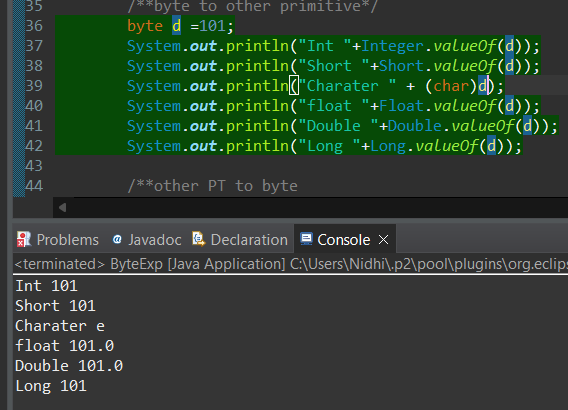 35 /**byte to other primitive*/
36 byte d =101;
37 System.out.println("Int "+Integer.valueOf(d));
38 System.out.println("Short "+Short.valueOf(d));
39 System.out.println("Charater " + (char)d);
40 System.out.println("float "+Float.valueOf(d));
41 System.out.println("Double "+Double.valueOf(d));
42 System.out.println("Long "+Long.valueOf(d));
43
44 /**other PT to byte
Problems @ Javadoc Declaration Console
<terminated> ByteExp [Java Application] C:\Users\Nidhi\.p2\pool\plugins\org.eclips
Int 101
Short 101
Charater e
float 101.0
Double 101.0
Long 101